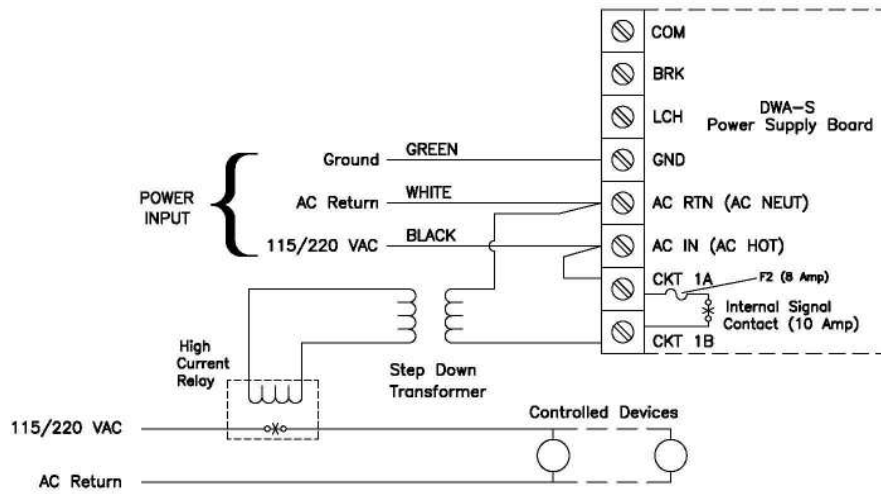 COM
BRK
LCH
DWA-S
Power Supply Board
Ground
GREEN
GND
POWER
INPUT
AC Return
WHITE
AC RTN (AC NEUT)
115/220 VAC
BLACK
AC IN (AC HOT)
CKT 1A
F2 (8 Amp)
Internal Signal
Contact (10 Amp)
CKT 1B
High
Current
Relay
Step Down
Transformer
Controlled Devices
115/220 VAC
AC Return